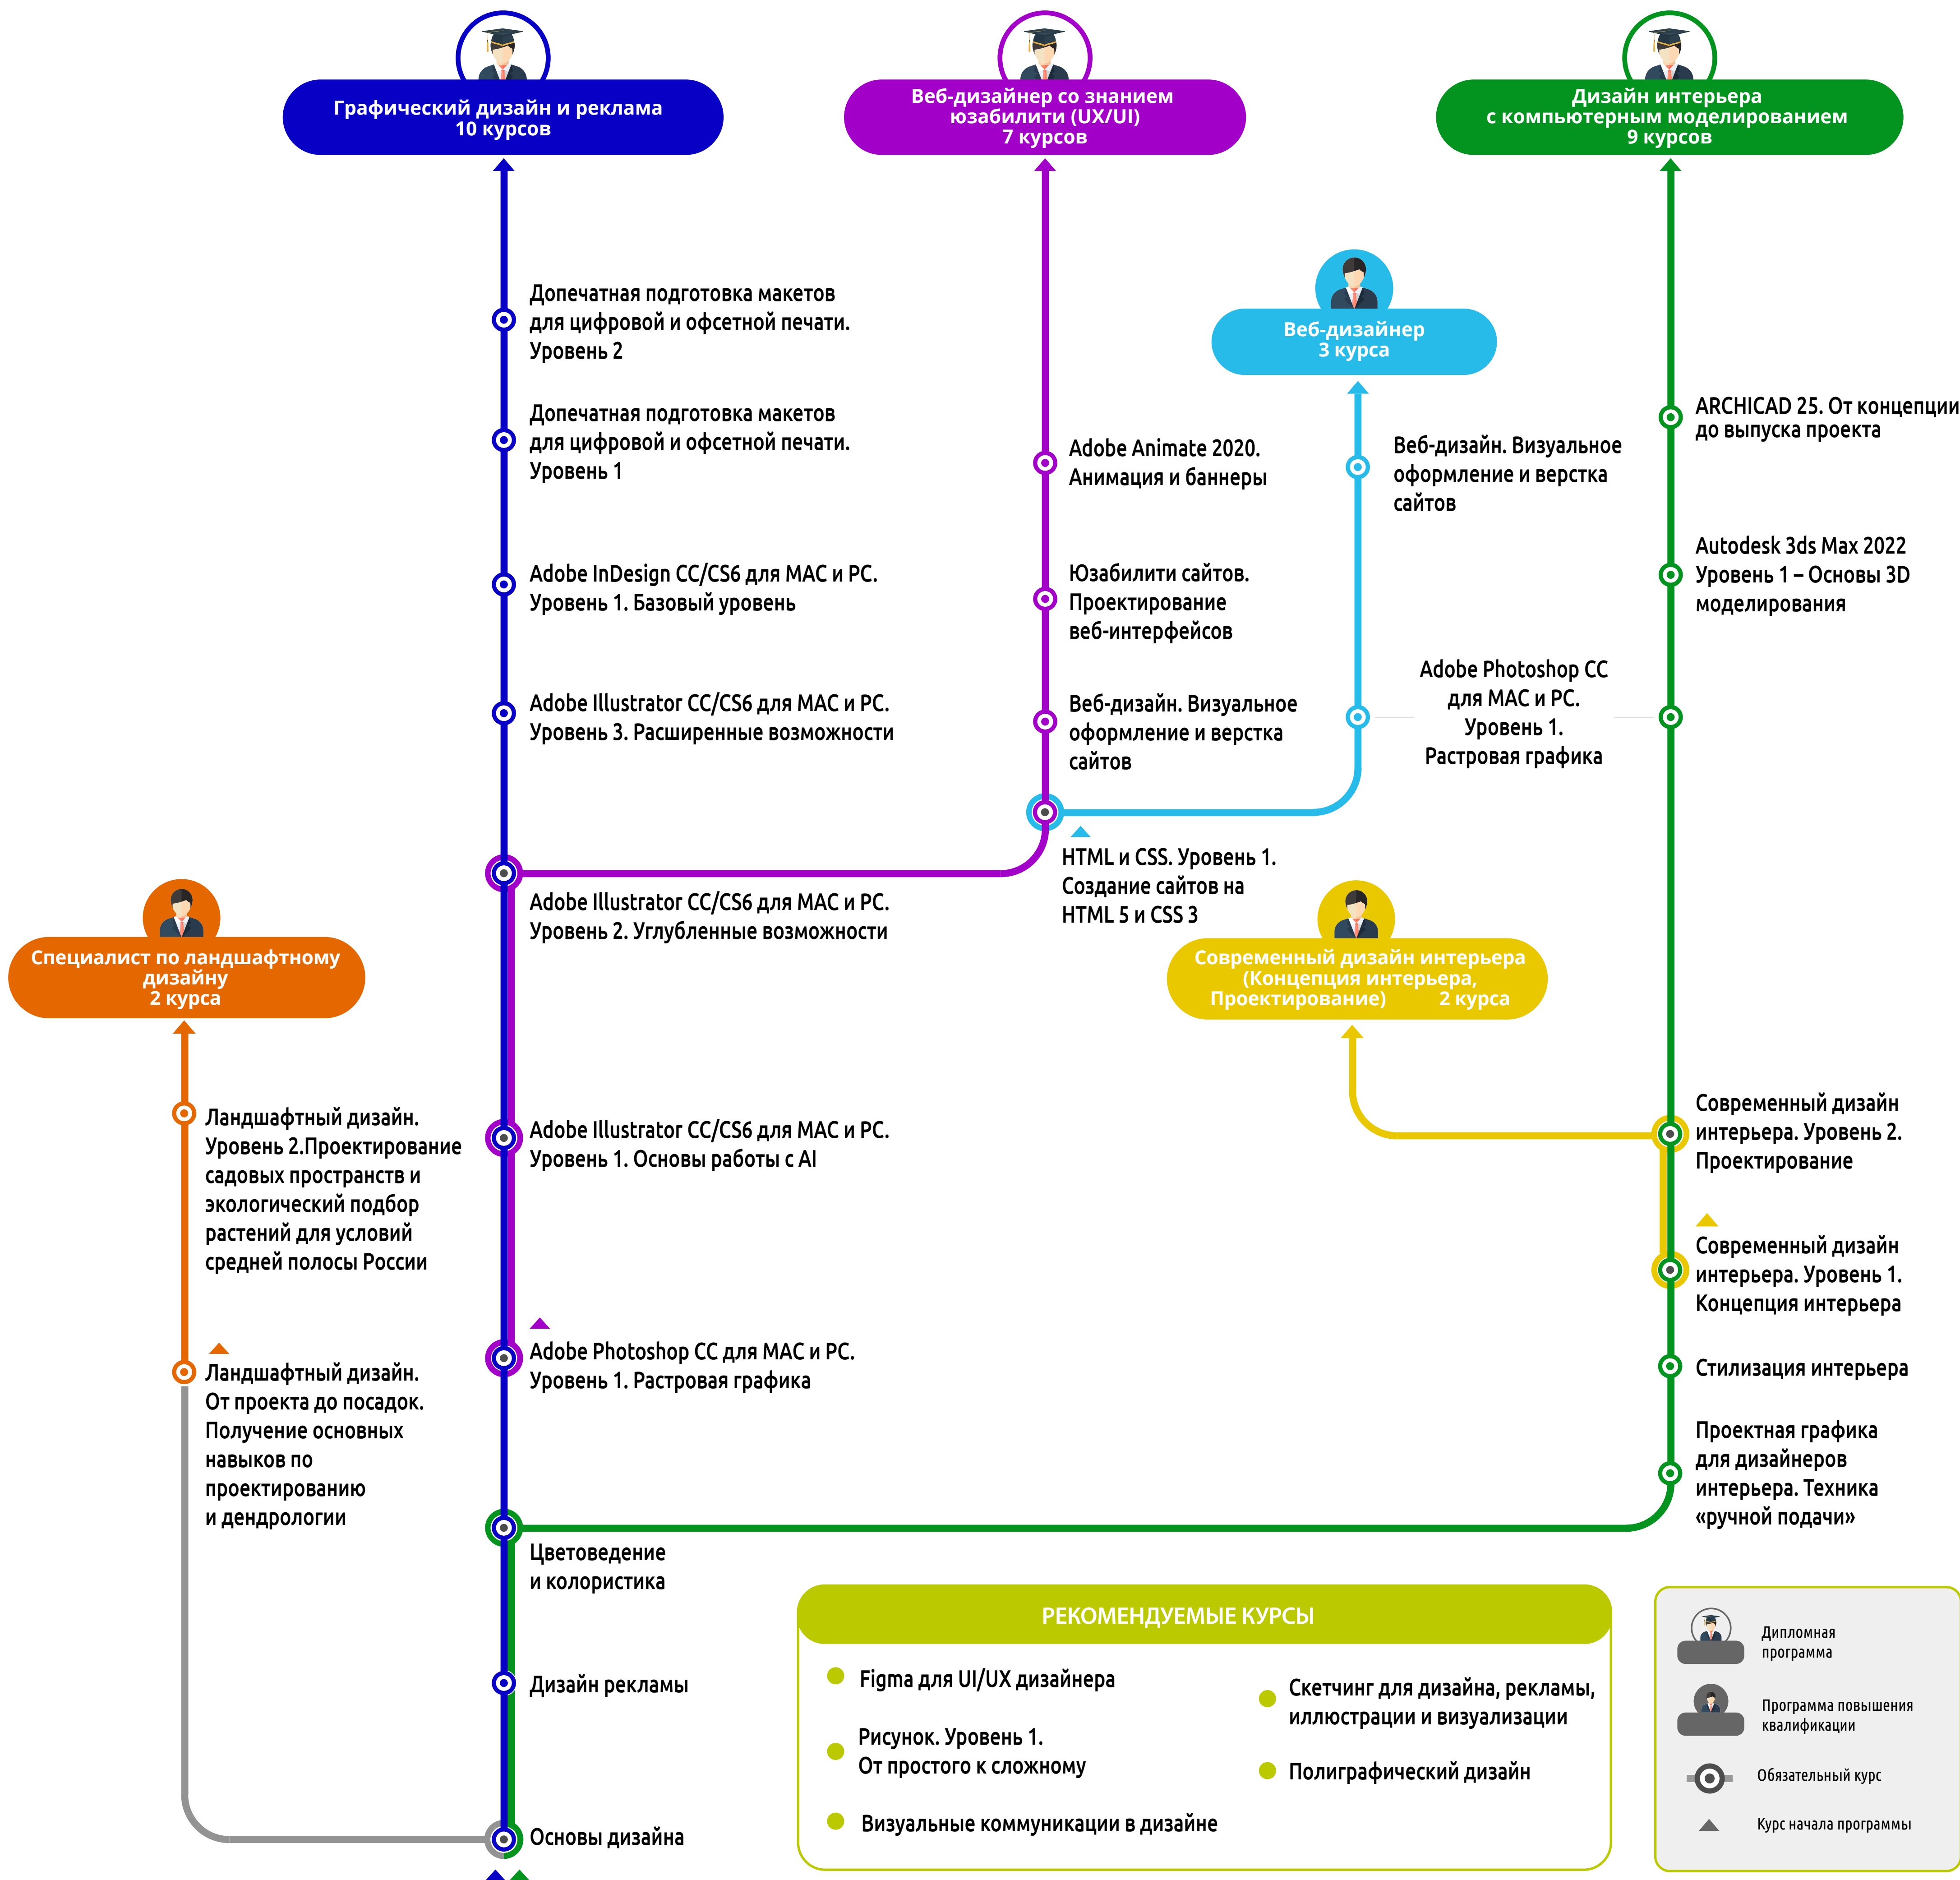 Графический дизайн и реклама
10 курсов
Веб-дизайнер со знанием
юзабилити (UX/UI)
7 курсов
Дизайн интерьера
с компьютерным моделированием
9 курсов
Допечатная подготовка макетов
для цифровой и офсетной печати.
Уровень 2
Допечатная подготовка макетов
для цифровой и офсетной печати.
Уровень 1
Adobe InDesign CC/CS6 для MAC и PC.
Уровень 1. Базовый уровень
Adobe Illustrator CC/CS6 для MAC и PC.
Уровень 3. Расширенные возможности
Adobe Illustrator CC/CS6 для MAC и PC.
Уровень 2. Углубленные возможности
Adobe Illustrator CC/CS6 для MAC и PC.
Уровень 1. Основы работы с AI
Adobe Photoshop CC для MAC и PC.
Уровень 1. Растровая графика
Цветоведение
и колористика
Дизайн рекламы
Основы дизайна
Adobe Animate 2020.
Анимация и баннеры
Юзабилити сайтов.
Проектирование
веб-интерфейсов
Веб-дизайн. Визуальное
оформление и верстка
сайтов
HTML и CSS. Уровень 1.
Создание сайтов на
HTML 5 и CSS 3
Веб-дизайнер
3 курса
Веб-дизайн. Визуальное
оформление и верстка
сайтов
Adobe Photoshop CC
для MAC и PC.
Уровень 1.
Растровая графика
ARCHICAD 25. От концепции
до выпуска проекта
Autodesk 3ds Max 2022
Уровень 1 – Основы 3D
моделирования
Современный дизайн
интерьера. Уровень 2.
Проектирование
Современный дизайн
интерьера. Уровень 1.
Концепция интерьера
Стилизация интерьера
Проектная графика
для дизайнеров
интерьера. Техника
«ручной подачи»
Современный дизайн интерьера
(Концепция интерьера,
Проектирование) 2 курса
Специалист по ландшафтному
дизайну
2 курса
Ландшафтный дизайн.
Уровень 2.Проектирование
садовых пространств и
экологический подбор
растений для условий
средней полосы России
Ландшафтный дизайн.
От проекта до посадок.
Получение основных
навыков по
проектированию
и дендрологии
РЕКОМЕНДУЕМЫЕ КУРСЫ
Figma для UI/UX дизайнера
Рисунок. Уровень 1.
От простого к сложному
Визуальные коммуникации в дизайне
Скетчинг для дизайна, рекламы,
иллюстрации и визуализации
Полиграфический дизайн
Дипломная
программа
Программа повышения
квалификации
Обязательный курс
Курс начала программы